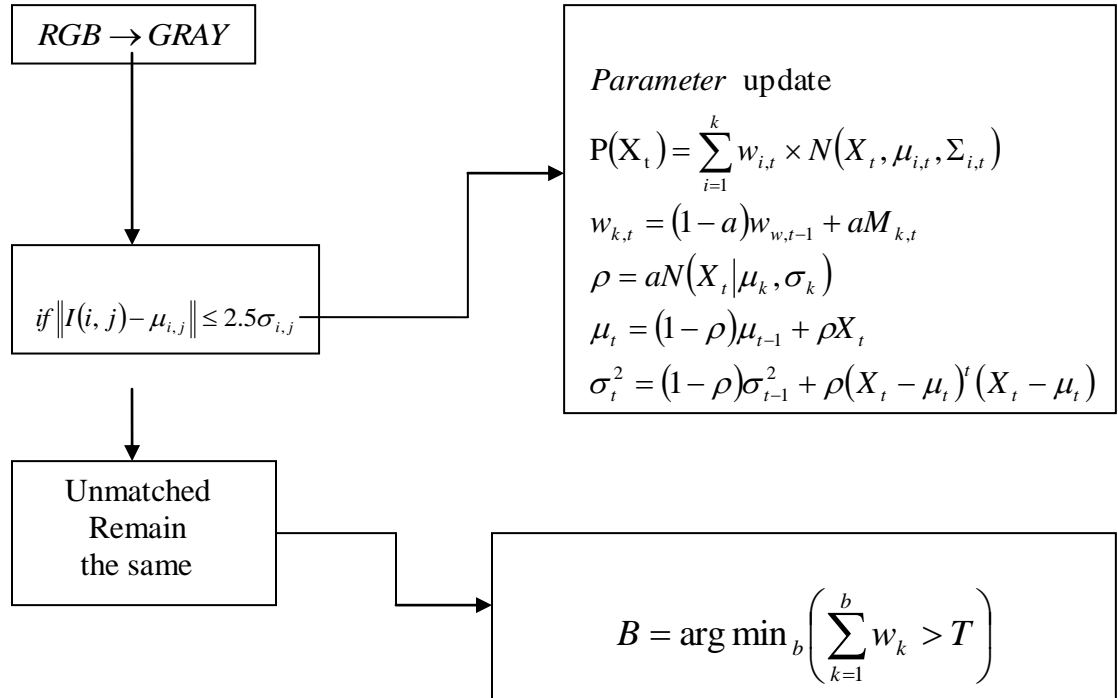 RGB → GRAY
if ‖I(i, j) − μ_{i,j}‖ ≤ 2.5σ_{i,j}
Unmatched
Remain
the same
Parameter update
P(X_t) = ∑_{i=1}^{k} w_{i,t} × N(X_t, μ_{i,t}, Σ_{i,t})
w_{k,t} = (1 − a)w_{w,t−1} + aM_{k,t}
ρ = aN(X_t|μ_k, σ_k)
μ_t = (1 − ρ)μ_{t−1} + ρX_t
σ_t^2 = (1 − ρ)σ_{t−1}^2 + ρ(X_t − μ_t)^t(X_t − μ_t)
B = arg min_b(∑_{k=1}^{b} w_k > T)